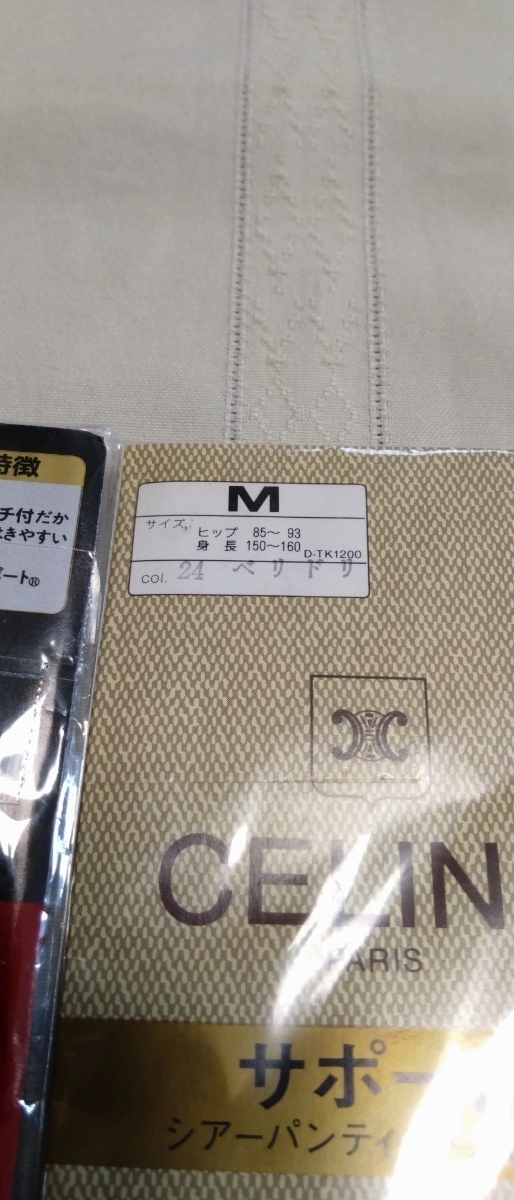 特徴
チ付だか
はきやすい
ポート®
M
サイズ
ヒップ 85〜 93
身長 150〜160
D-TK1200
col. 24 ペリドリ
CELIN
PARIS
サポー
シアーパンティ